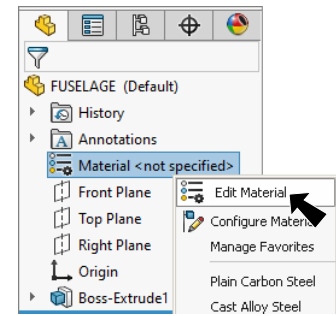 FUSELAGE (Default)
History
Annotations
Material <not specified>
Front Plane
Edit Material
Top Plane
Configure Material
Right Plane
Manage Favorites
Origin
Plain Carbon Steel
Boss-Extrude1
Cast Alloy Steel